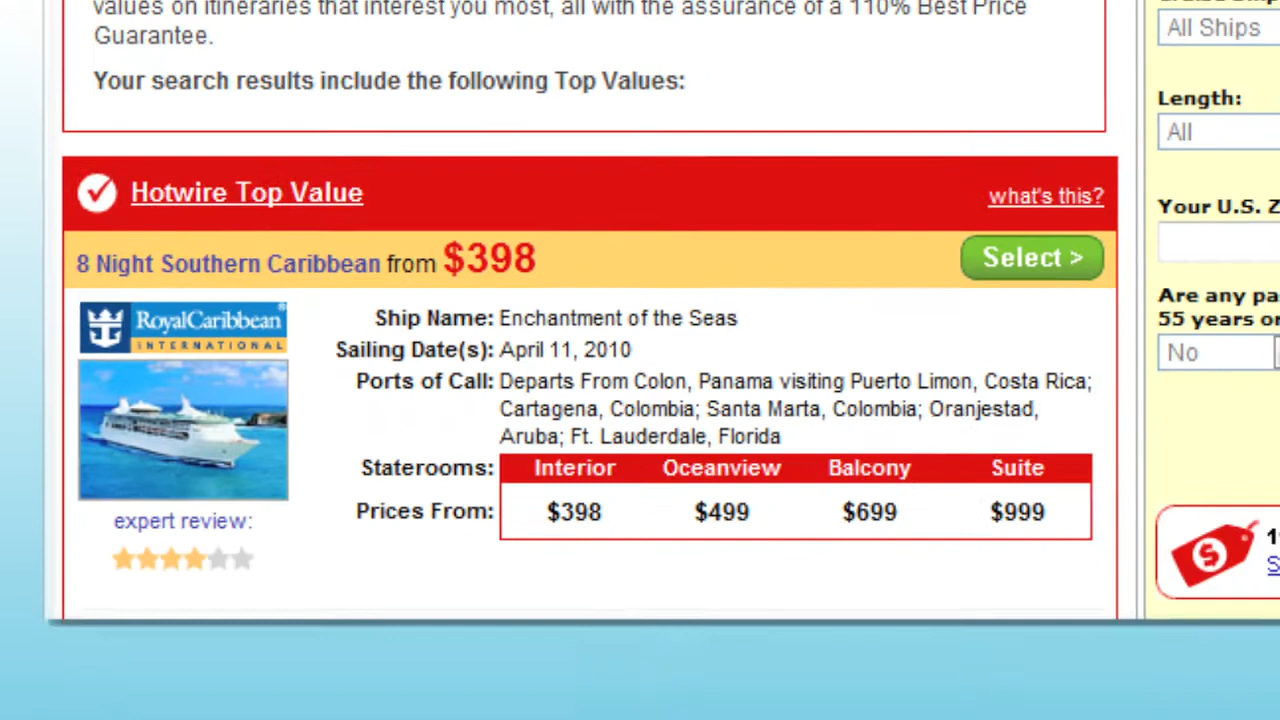 values on itineraries that interest you most, all with the assurance of a 110% Best Price
Guarantee.
Your search results include the following Top Values:
Hotwire Top Value
what's this?
8 Night Southern Caribbean from $398
Select >
RoyalCaribbean®
INTERNATIONAL
expert review:
Ship Name: Enchantment of the Seas
Sailing Date(s): April 11, 2010
Ports of Call: Departs From Colon, Panama visiting Puerto Limon, Costa Rica;
Cartagena, Colombia; Santa Marta, Colombia; Oranjestad,
Aruba; Ft. Lauderdale, Florida
Staterooms: Interior Oceanview Balcony Suite
Prices From: $398 $499 $699 $999
All Ships
Length:
All
Your U.S. Z
Are any pa
55 years or
No
$